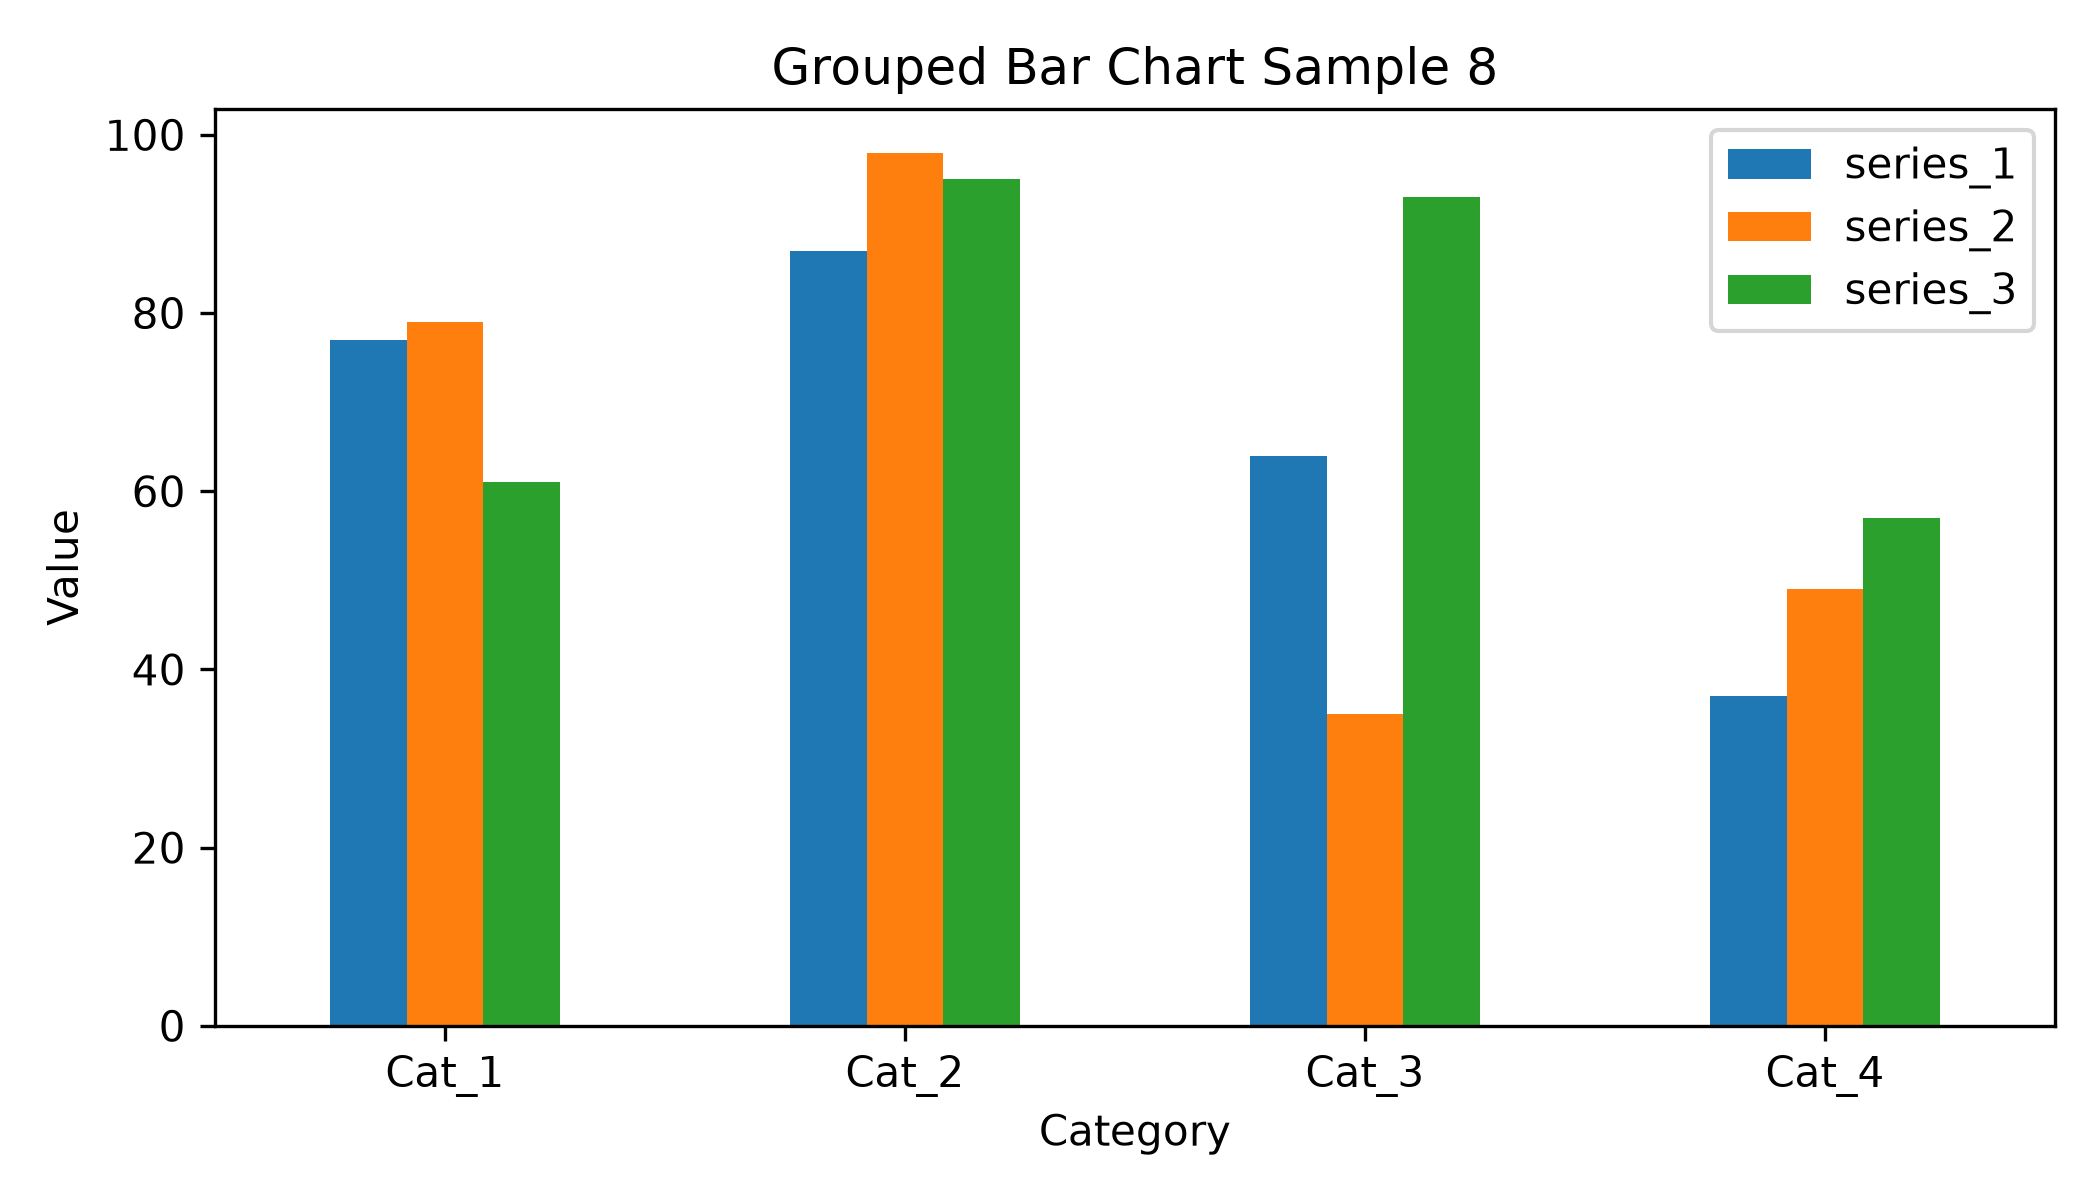 Grouped Bar Chart Sample 8
100
80
60
40
20
0
Value
series_1
series_2
series_3
Cat_1 Cat_2 Cat_3 Cat_4
Category